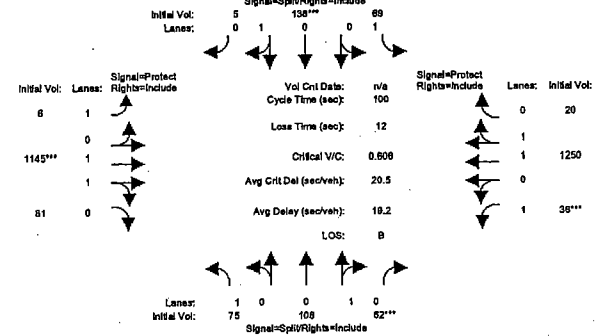 Signal=Split/Rights=Include
Initial Vol: 5 138*** 69
Lanes: 0 1 0 0 1
Signal=Protect
Initial Vol: Lanes: Rights=Include
Vol Cnt Date: n/a
Cycle Time (sec): 100
Signal=Protect
Rights=Include Lanes: Initial Vol:
6 1
0 20
Loss Time (sec): 12
0
1
1145*** 1
Critical V/C: 0.606
1 1250
1
Avg Crit Del (sec/veh): 20.5
0
81 0
Avg Delay (sec/veh): 19.2
1 36***
LOS: B
Lanes: 1 0 0 1 0
Initial Vol: 75 108 62***
Signal=Split/Rights=Include